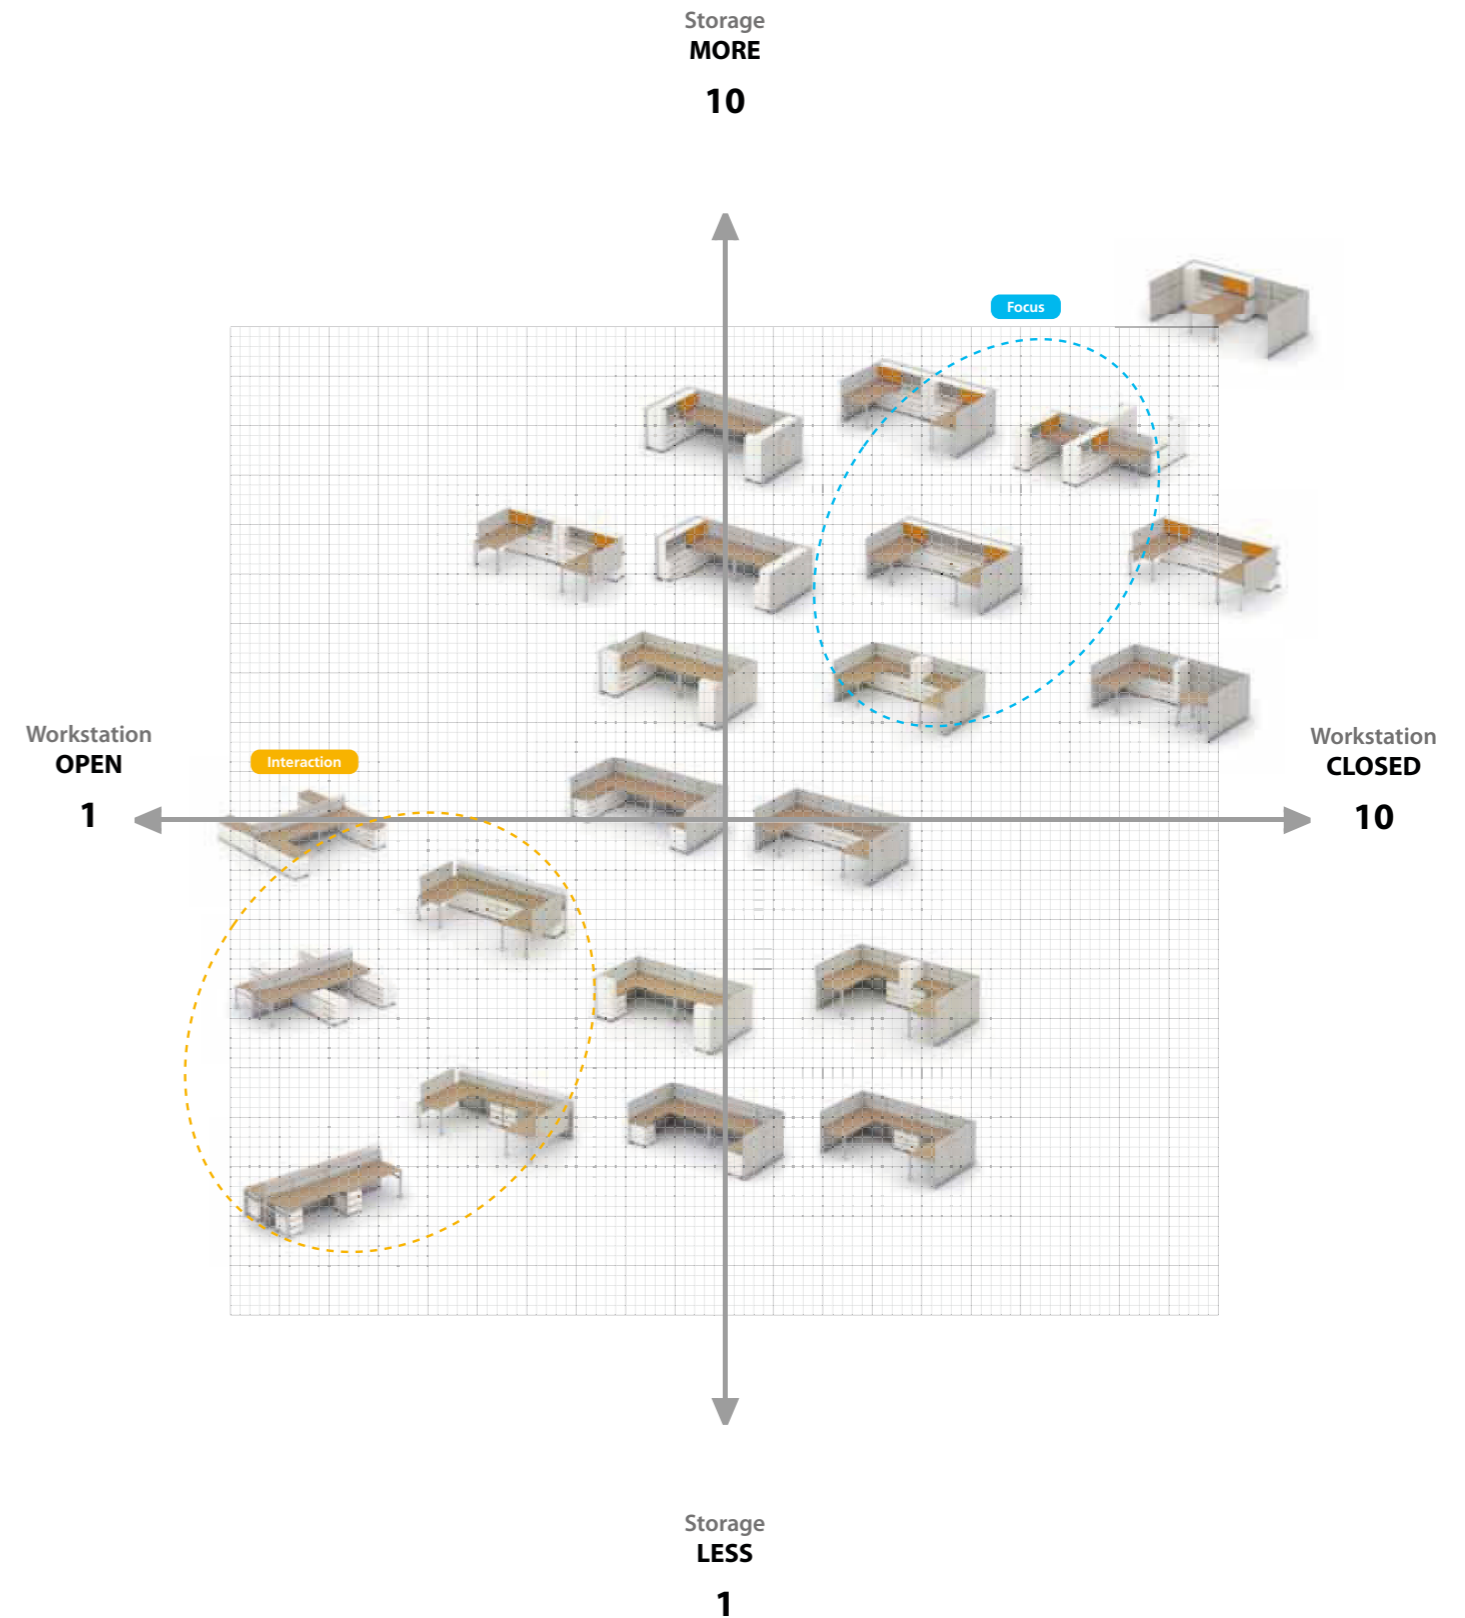 Storage
MORE
10
Focus
Workstation
OPEN
1
Interaction
Workstation
CLOSED
10
Storage
LESS
1